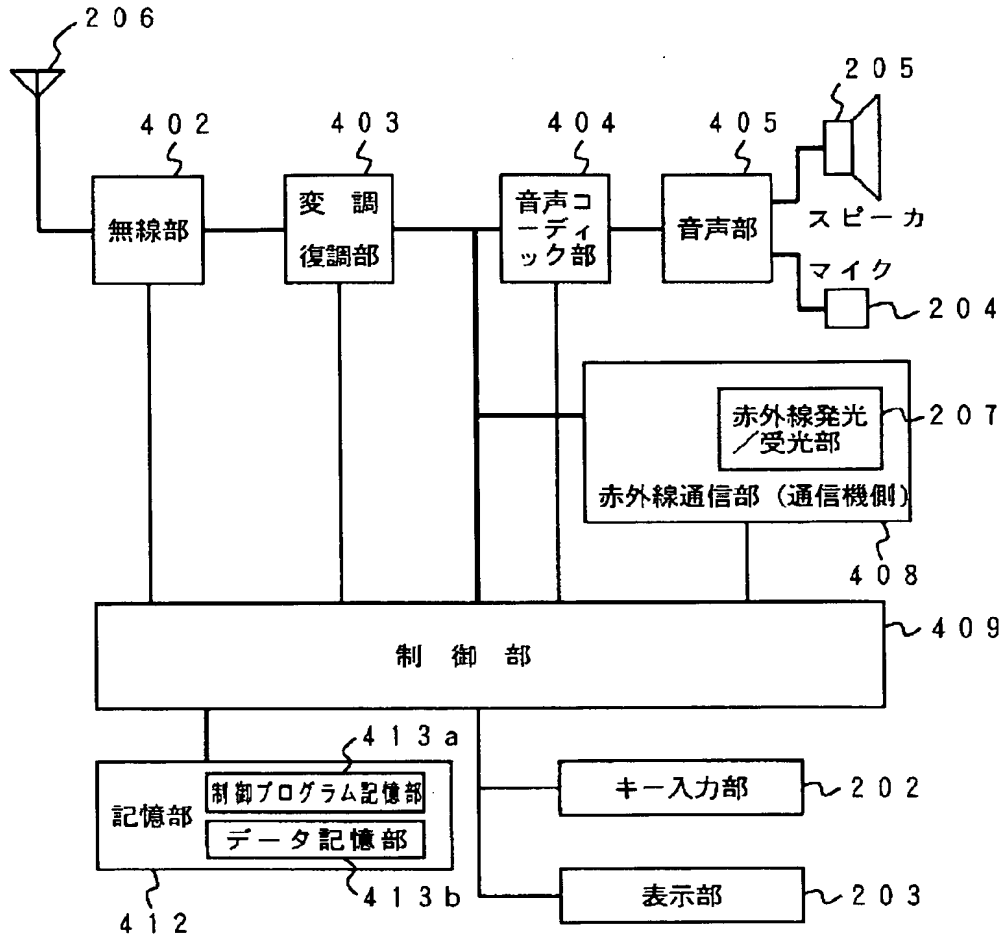 206
402
403
404
405
205
無線部
変調
復調部
音声コ
ーディ
ック部
音声部
スピーカ
マイク
204
赤外線発光
／受光部
207
赤外線通信部（通信機側）
408
制御部
409
413a
記憶部
制御プログラム記憶部
データ記憶部
413b
412
キー入力部
202
表示部
203